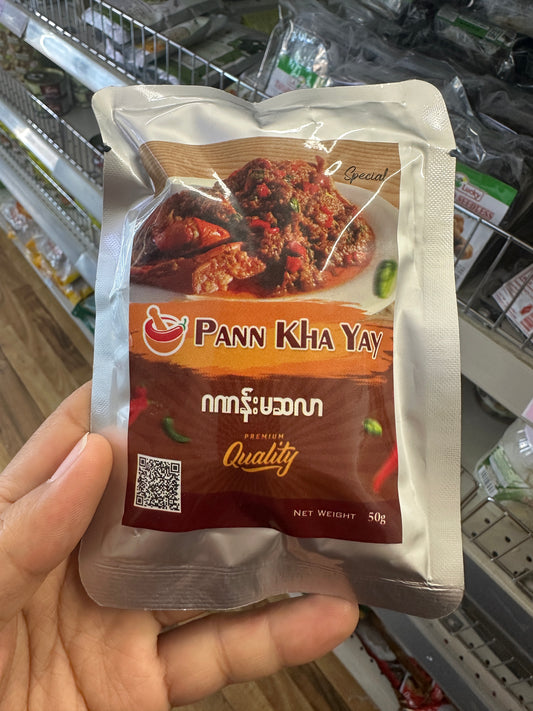 Special
PANN KHA YAY
ဂဏန်းမဆလာ
PREMIUM
Quality
NET WEIGHT 50g